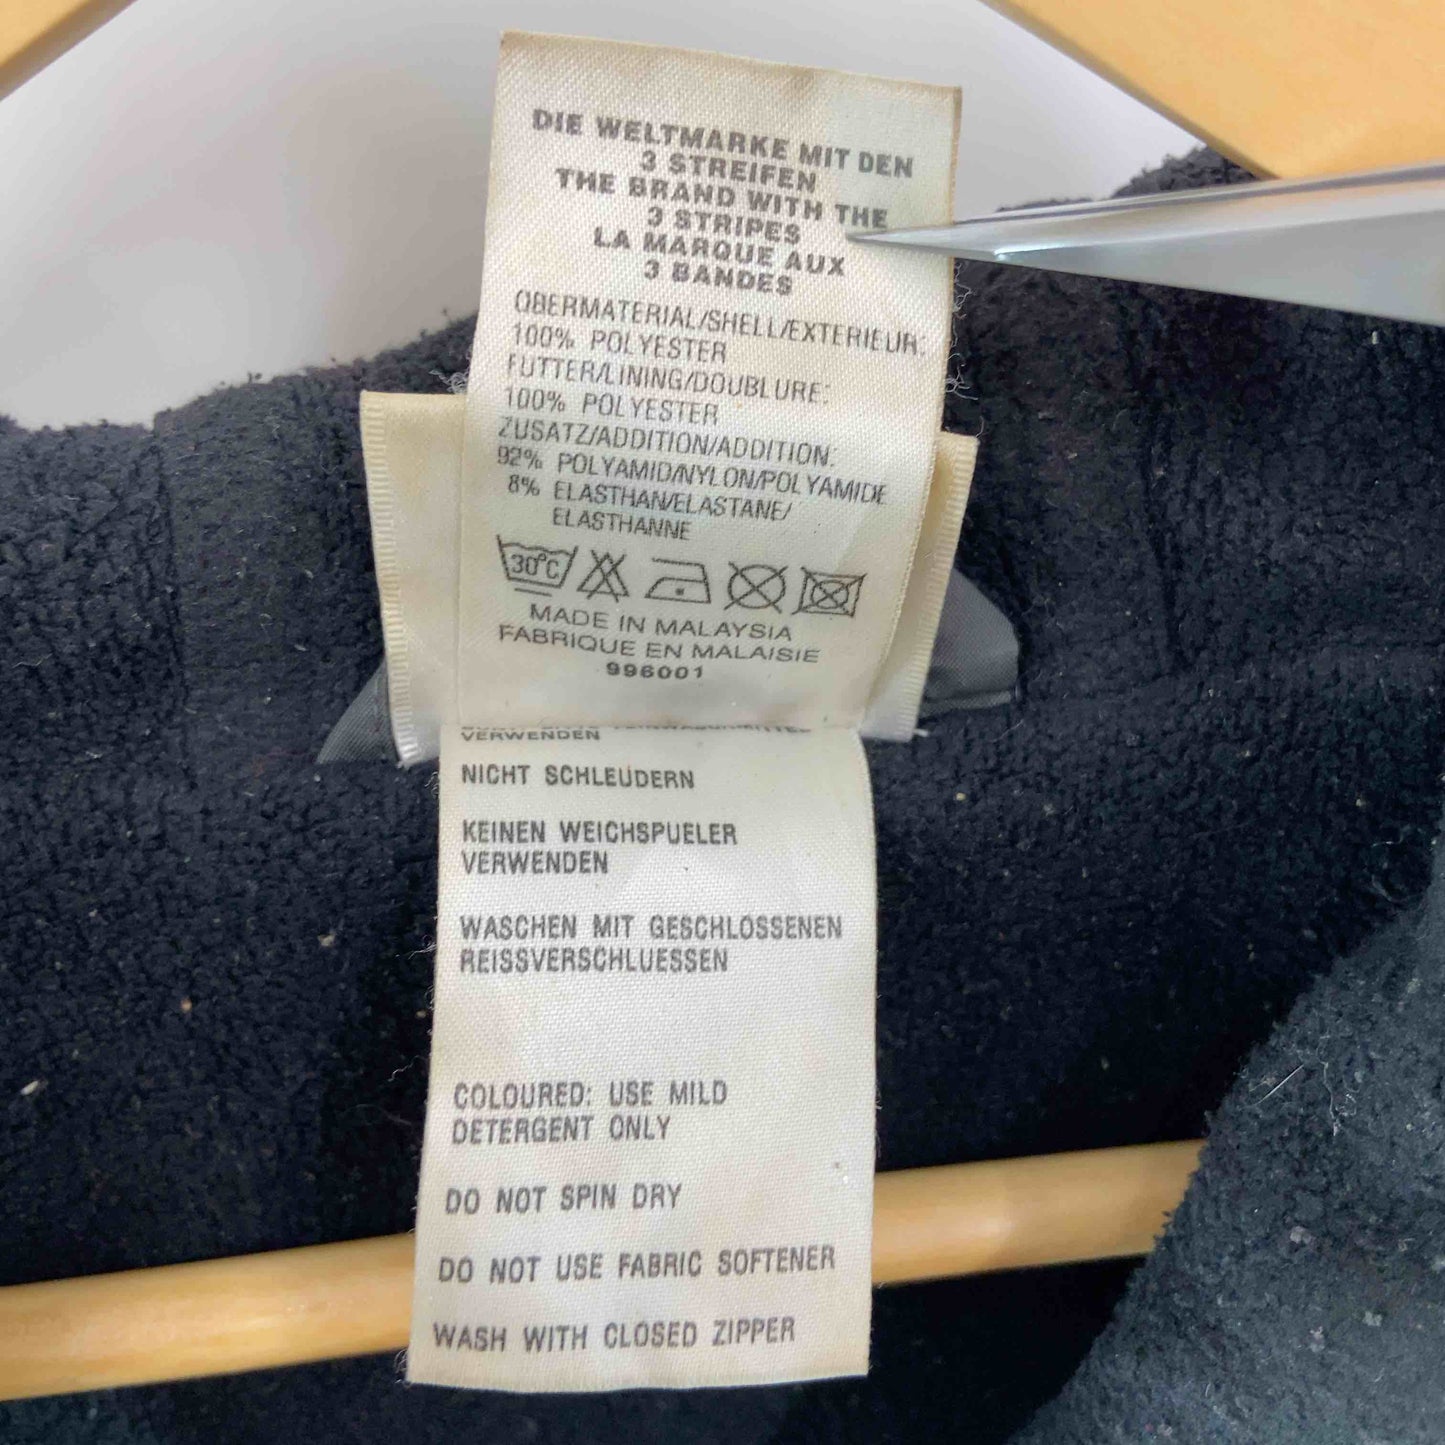 DIE WELTMARKE MIT DEN
3 STREIFEN
THE BRAND WITH THE
3 STRIPES
LA MARQUE AUX
3 BANDES
OBERMATERIAL/SHELL/EXTERIEUR:
100% POLYESTER
FUTTER/LINING/DOUBLURE:
100% POLYESTER
ZUSATZ/ADDITION/ADDITION:
92% POLYAMID/NYLON/POLYAMIDE
8% ELASTHAN/ELASTANE/
ELASTHANNE
30°C
MADE IN MALAYSIA
FABRIQUE EN MALAISIE
996001
VERWENDEN
NICHT SCHLEUDERN
KEINEN WEICHSPUELER
VERWENDEN
WASCHEN MIT GESCHLOSSENEN
REISSVERSCHLUESSEN
COLOURED: USE MILD
DETERGENT ONLY
DO NOT SPIN DRY
DO NOT USE FABRIC SOFTENER
WASH WITH CLOSED ZIPPER